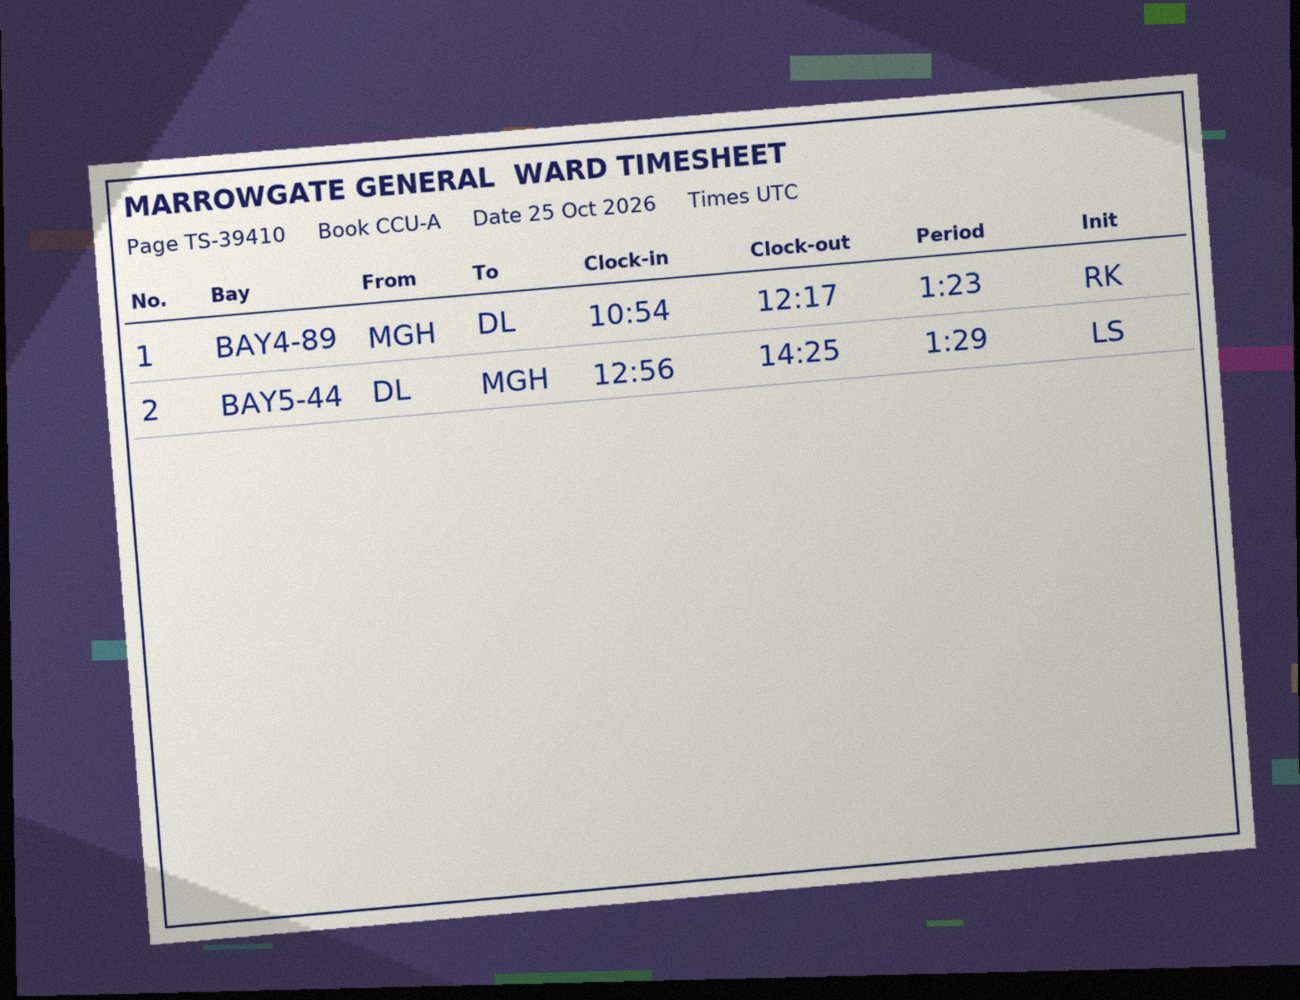 MARROWGATE GENERAL WARD TIMESHEET
Page TS-39410 Book CCU-A Date 25 Oct 2026 Times UTC
No. Bay From To Clock-in Clock-out Period Init
1 BAY4-89 MGH DL 10:54 12:17 1:23 RK
2 BAY5-44 DL MGH 12:56 14:25 1:29 LS